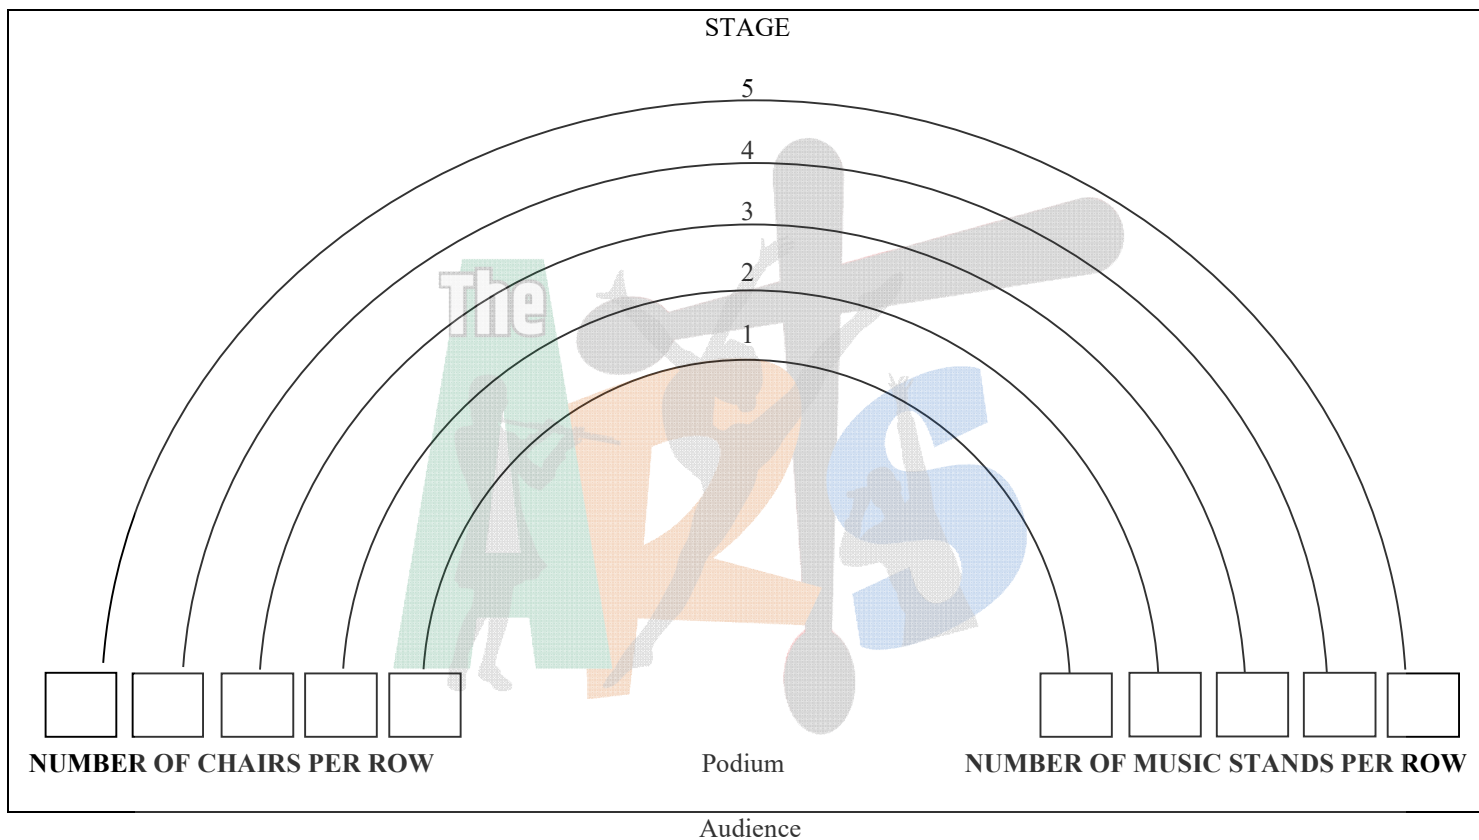 STAGE
5
4
3
2
The
1
ARTS
NUMBER OF CHAIRS PER ROW
Podium
NUMBER OF MUSIC STANDS PER ROW
Audience